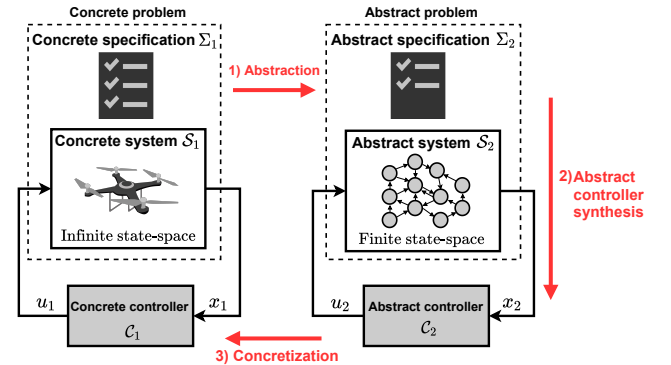 Concrete problem
Abstract problem
Concrete specification Σ₁
Abstract specification Σ₂
1) Abstraction
Concrete system 𝒮₁
Abstract system 𝒮₂
2) Abstract
controller
synthesis
Infinite state-space
Finite state-space
u₁
Concrete controller
𝒞₁
x₁
u₂
Abstract controller
𝒞₂
x₂
3) Concretization